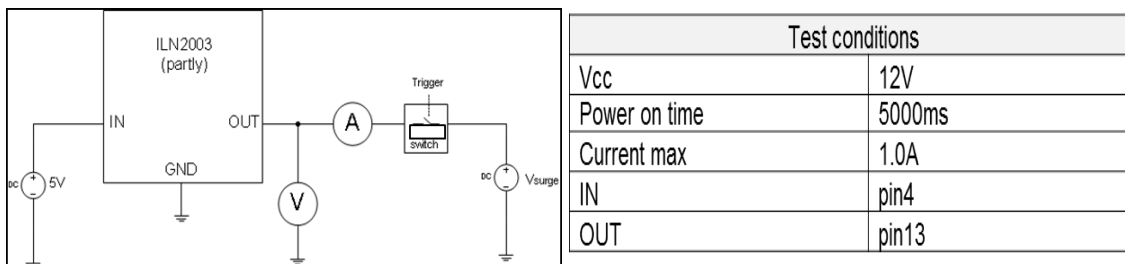 ILN2003
(partly)
Trigger
IN
OUT
A
switch
GND
DC
+
-
5V
V
DC
+
-
Vsurge
Test conditions
Vcc 12V
Power on time 5000ms
Current max 1.0A
IN pin4
OUT pin13